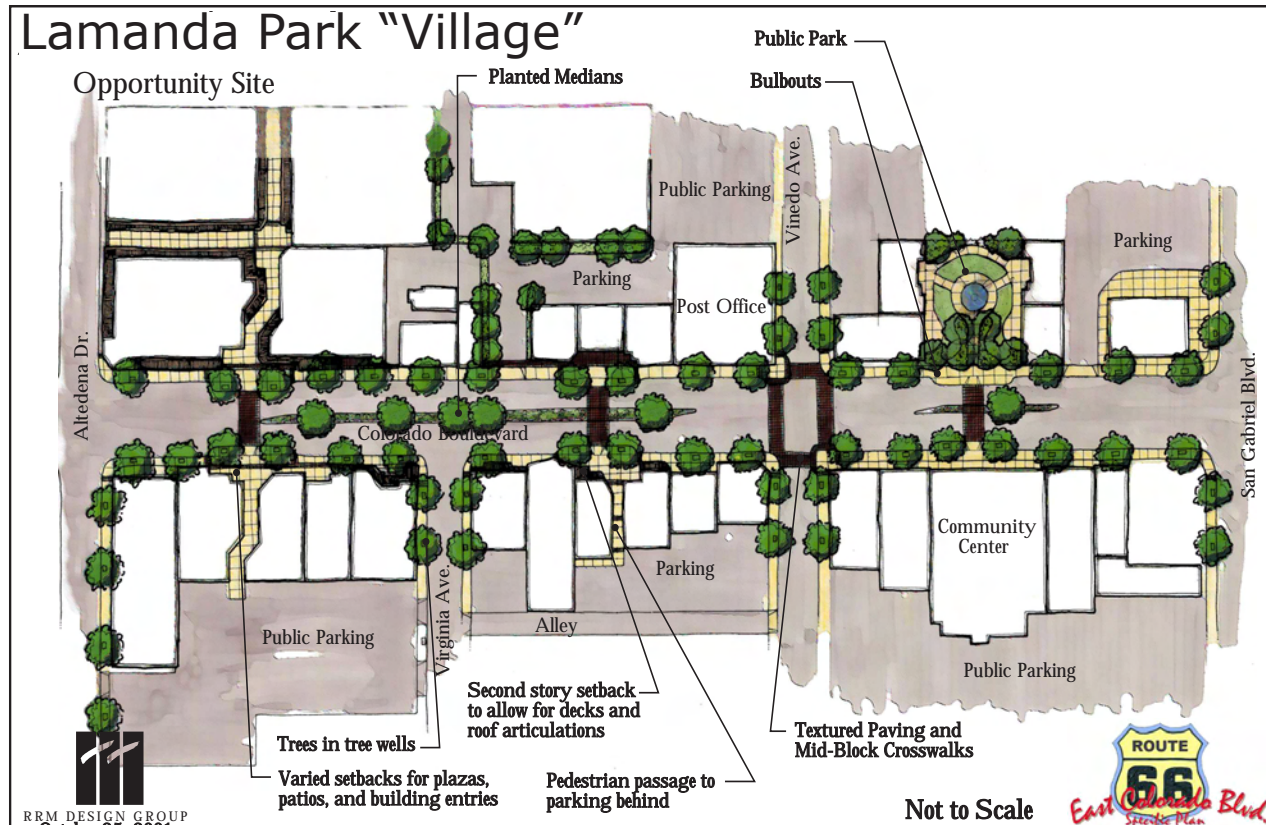 Lamanda Park “Village”
Opportunity Site
Planted Medians
Public Park
Bulbouts
Vinedo Ave.
Public Parking
Parking
Parking
Post Office
Altedena Dr.
Colorado Boulevard
San Gabriel Blvd.
Community
Center
Parking
Public Parking
Virginia Ave.
Alley
Public Parking
Second story setback
to allow for decks and
roof articulations
Trees in tree wells
Varied setbacks for plazas,
patios, and building entries
Pedestrian passage to
parking behind
Textured Paving and
Mid-Block Crosswalks
Not to Scale
RRM DESIGN GROUP
ROUTE
66
East Colorado Blvd.
Specific Plan